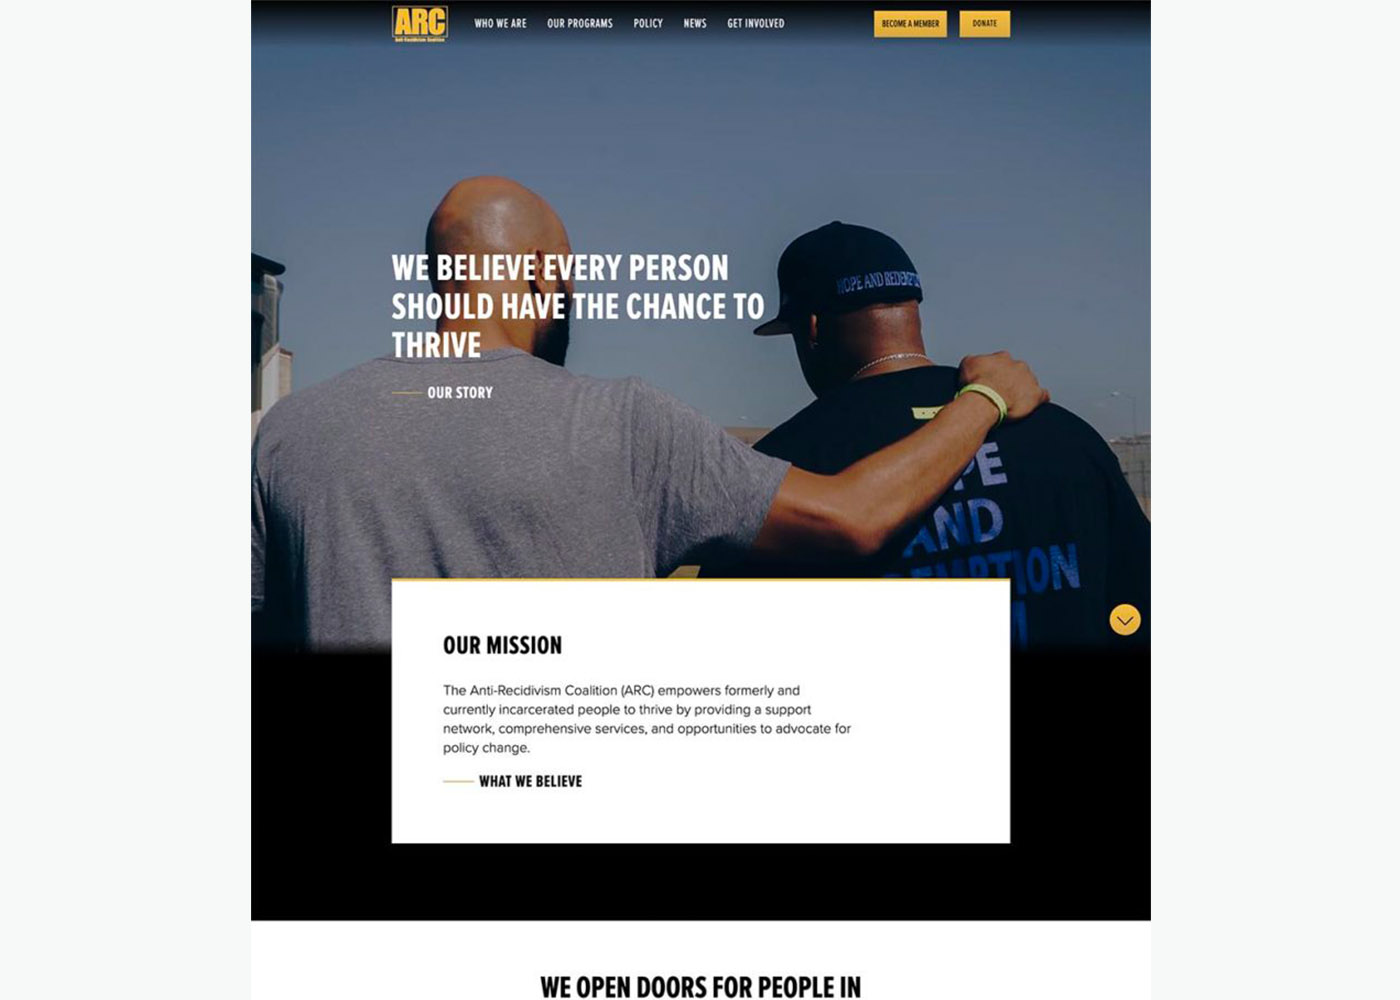 ARC
Anti-Recidivism Coalition
WHO WE ARE
OUR PROGRAMS
POLICY
NEWS
GET INVOLVED
BECOME A MEMBER
DONATE
WE BELIEVE EVERY PERSON
SHOULD HAVE THE CHANCE TO
THRIVE
OUR STORY
HOPE AND
AND
OUR MISSION
The Anti-Recidivism Coalition (ARC) empowers formerly and
currently incarcerated people to thrive by providing a support
network, comprehensive services, and opportunities to advocate for
policy change.
WHAT WE BELIEVE
WE OPEN DOORS FOR PEOPLE IN